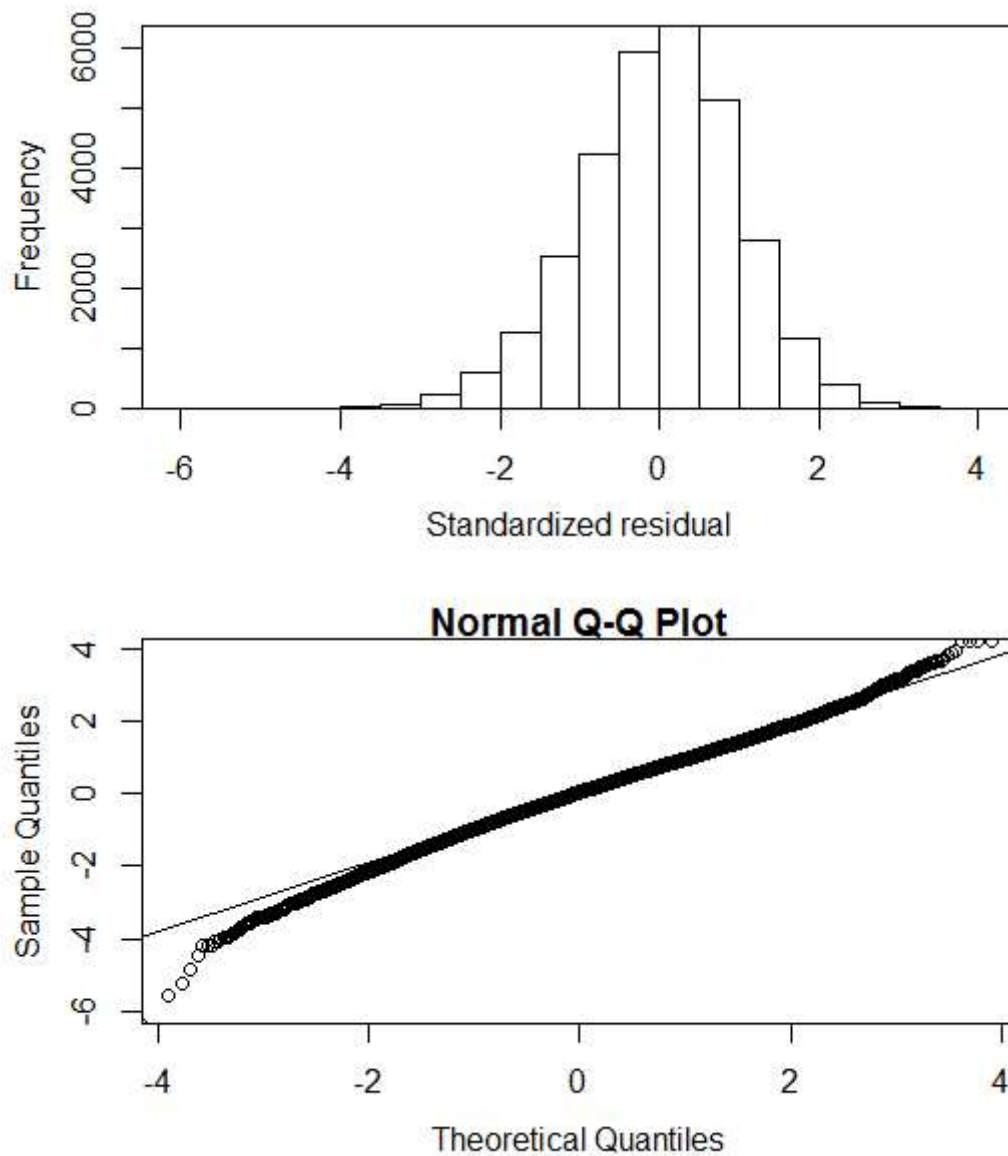 6000
4000
2000
0
Frequency
-6 -4 -2 0 2 4
Standardized residual
Normal Q-Q Plot
4
2
0
-2
-4
-6
Sample Quantiles
-4 -2 0 2 4
Theoretical Quantiles